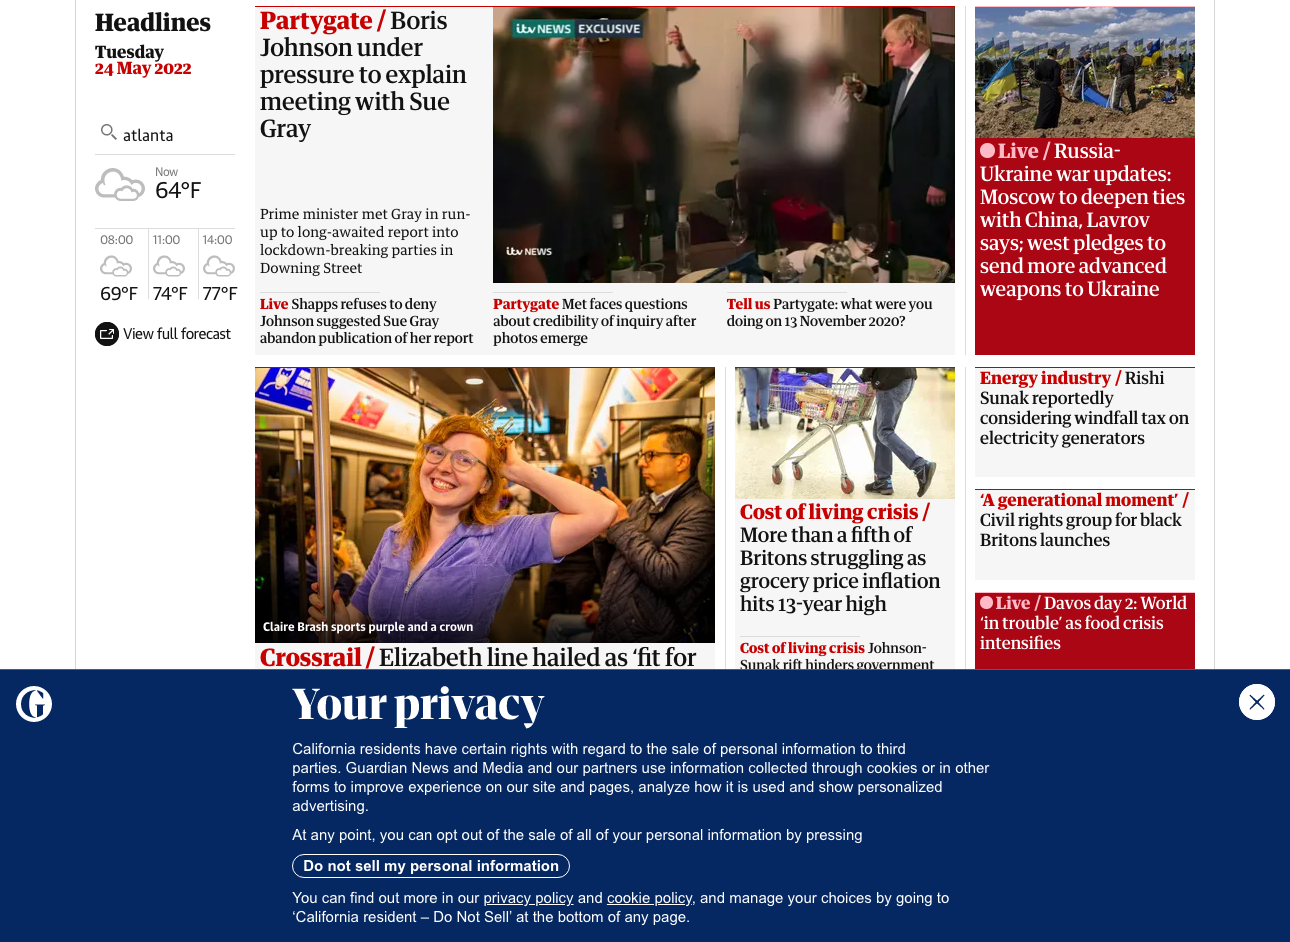 Headlines
Tuesday
24 May 2022
atlanta
Now
64°F
08:00
11:00
14:00
69°F
74°F
77°F
View full forecast
Partygate / Boris
Johnson under
pressure to explain
meeting with Sue
Gray
Prime minister met Gray in run-
up to long-awaited report into
lockdown-breaking parties in
Downing Street
itv NEWS EXCLUSIVE
itv NEWS
Live Shapps refuses to deny
Johnson suggested Sue Gray
abandon publication of her report
Partygate Met faces questions
about credibility of inquiry after
photos emerge
Tell us Partygate: what were you
doing on 13 November 2020?
Live / Russia-
Ukraine war updates:
Moscow to deepen ties
with China, Lavrov
says; west pledges to
send more advanced
weapons to Ukraine
Claire Brash sports purple and a crown
Crossrail / Elizabeth line hailed as ‘fit for
Cost of living crisis /
More than a fifth of
Britons struggling as
grocery price inflation
hits 13-year high
Cost of living crisis Johnson-
Sunak rift hinders government
Energy industry / Rishi
Sunak reportedly
considering windfall tax on
electricity generators
‘A generational moment’ /
Civil rights group for black
Britons launches
Live / Davos day 2: World
‘in trouble’ as food crisis
intensifies
Your privacy
California residents have certain rights with regard to the sale of personal information to third
parties. Guardian News and Media and our partners use information collected through cookies or in other
forms to improve experience on our site and pages, analyze how it is used and show personalized
advertising.
At any point, you can opt out of the sale of all of your personal information by pressing
Do not sell my personal information
You can find out more in our privacy policy and cookie policy, and manage your choices by going to
‘California resident – Do Not Sell’ at the bottom of any page.